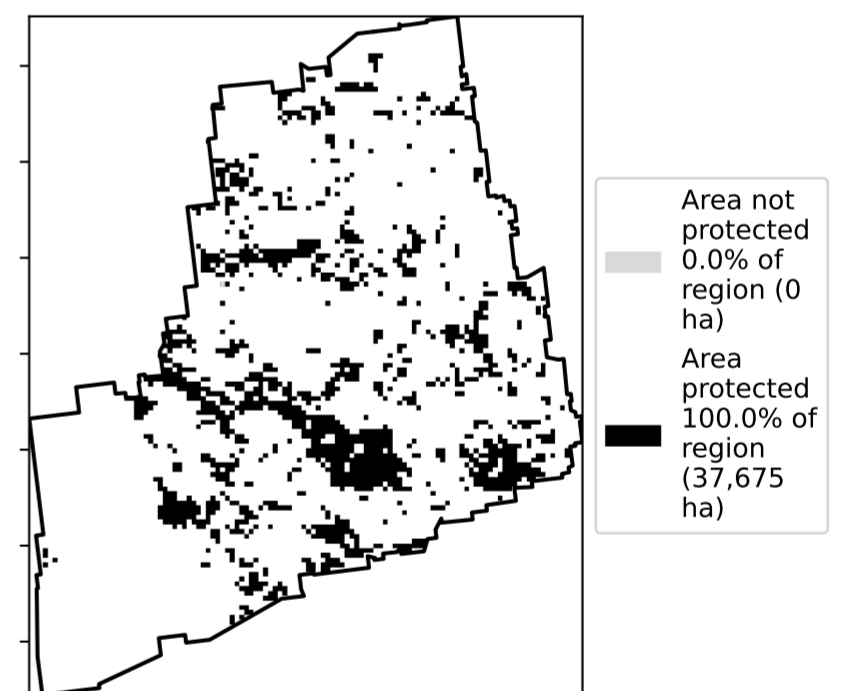 Area not
protected
0.0% of
region (0
ha)
Area
protected
100.0% of
region
(37,675
ha)